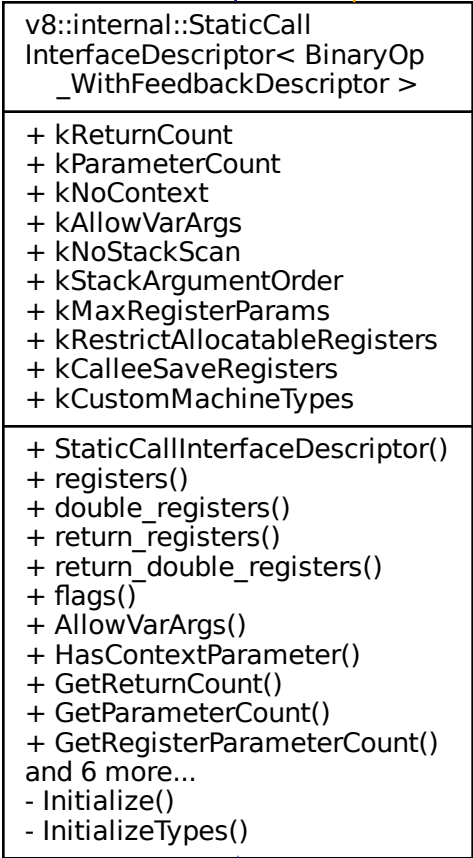 v8::internal::StaticCall
InterfaceDescriptor< BinaryOp
_WithFeedbackDescriptor >
+ kReturnCount
+ kParameterCount
+ kNoContext
+ kAllowVarArgs
+ kNoStackScan
+ kStackArgumentOrder
+ kMaxRegisterParams
+ kRestrictAllocatableRegisters
+ kCalleeSaveRegisters
+ kCustomMachineTypes
+ StaticCallInterfaceDescriptor()
+ registers()
+ double_registers()
+ return_registers()
+ return_double_registers()
+ flags()
+ AllowVarArgs()
+ HasContextParameter()
+ GetReturnCount()
+ GetParameterCount()
+ GetRegisterParameterCount()
and 6 more...
- Initialize()
- InitializeTypes()